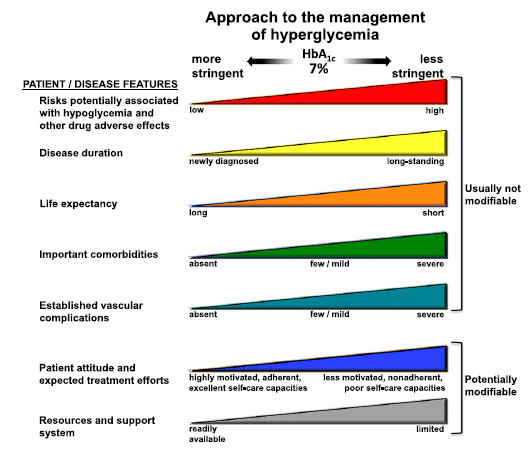 Approach to the management
of hyperglycemia
HbA1c
more less
stringent 7% stringent
PATIENT / DISEASE FEATURES
Risks potentially associated
with hypoglycemia and
other drug adverse effects
low high
Disease duration
newly diagnosed long-standing
Life expectancy
long short
Important comorbidities
absent few / mild severe
Established vascular
complications
absent few / mild severe
Usually not
modifiable
Patient attitude and
expected treatment efforts
highly motivated, adherent,
excellent self-care capacities
less motivated, nonadherent,
poor self-care capacities
Resources and support
system
readily
available
limited
Potentially
modifiable